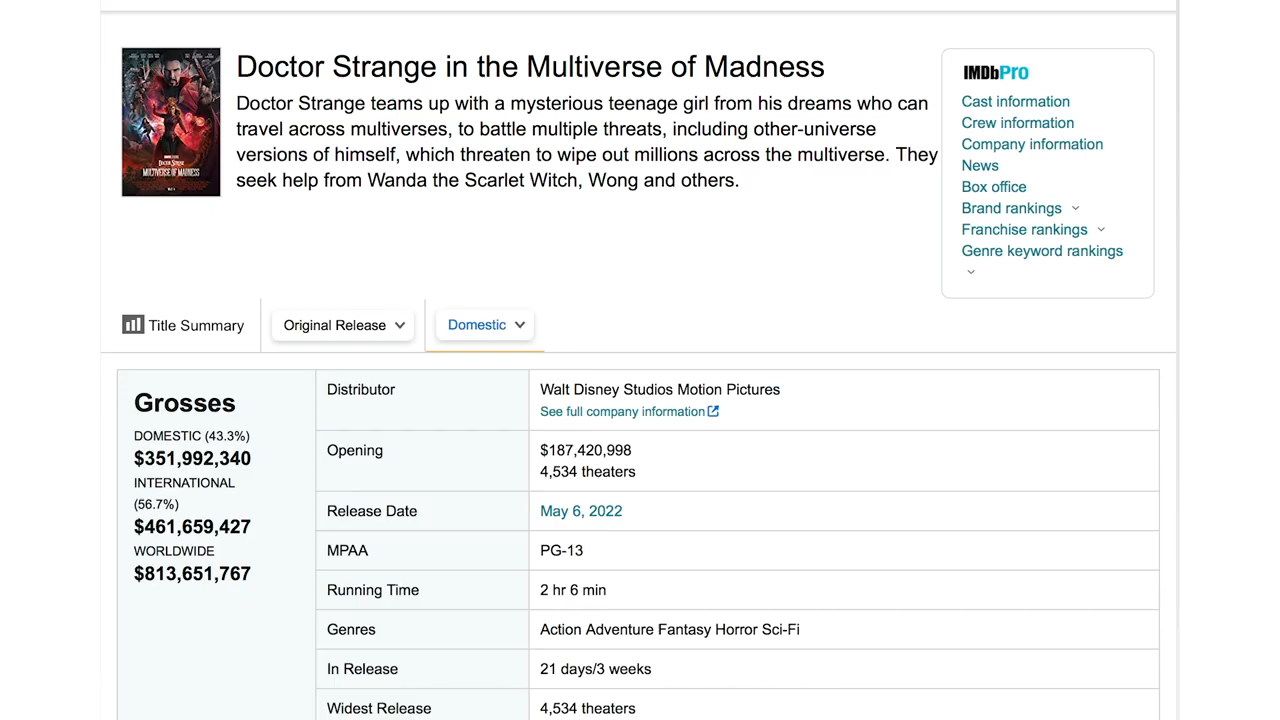 Doctor Strange in the Multiverse of Madness
Doctor Strange teams up with a mysterious teenage girl from his dreams who can
travel across multiverses, to battle multiple threats, including other-universe
versions of himself, which threaten to wipe out millions across the multiverse. They
seek help from Wanda the Scarlet Witch, Wong and others.
DOCTOR STRANGE
MULTIVERSE OF MADNESS
IMDbPro
Cast information
Crew information
Company information
News
Box office
Brand rankings
Franchise rankings
Genre keyword rankings
Title Summary
Original Release
Domestic
Grosses
DOMESTIC (43.3%)
$351,992,340
INTERNATIONAL
(56.7%)
$461,659,427
WORLDWIDE
$813,651,767
Distributor
Walt Disney Studios Motion Pictures
See full company information
Opening
$187,420,998
4,534 theaters
Release Date
May 6, 2022
MPAA
PG-13
Running Time
2 hr 6 min
Genres
Action Adventure Fantasy Horror Sci-Fi
In Release
21 days/3 weeks
Widest Release
4,534 theaters